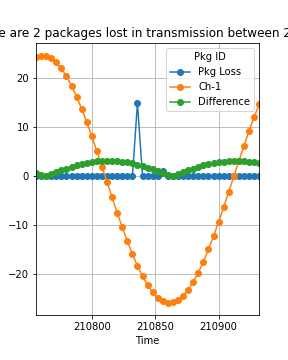 e are 2 packages lost in transmission between 2
Pkg ID
Pkg Loss
Ch-1
Difference
20
10
0
−10
−20
210800 210850 210900
Time